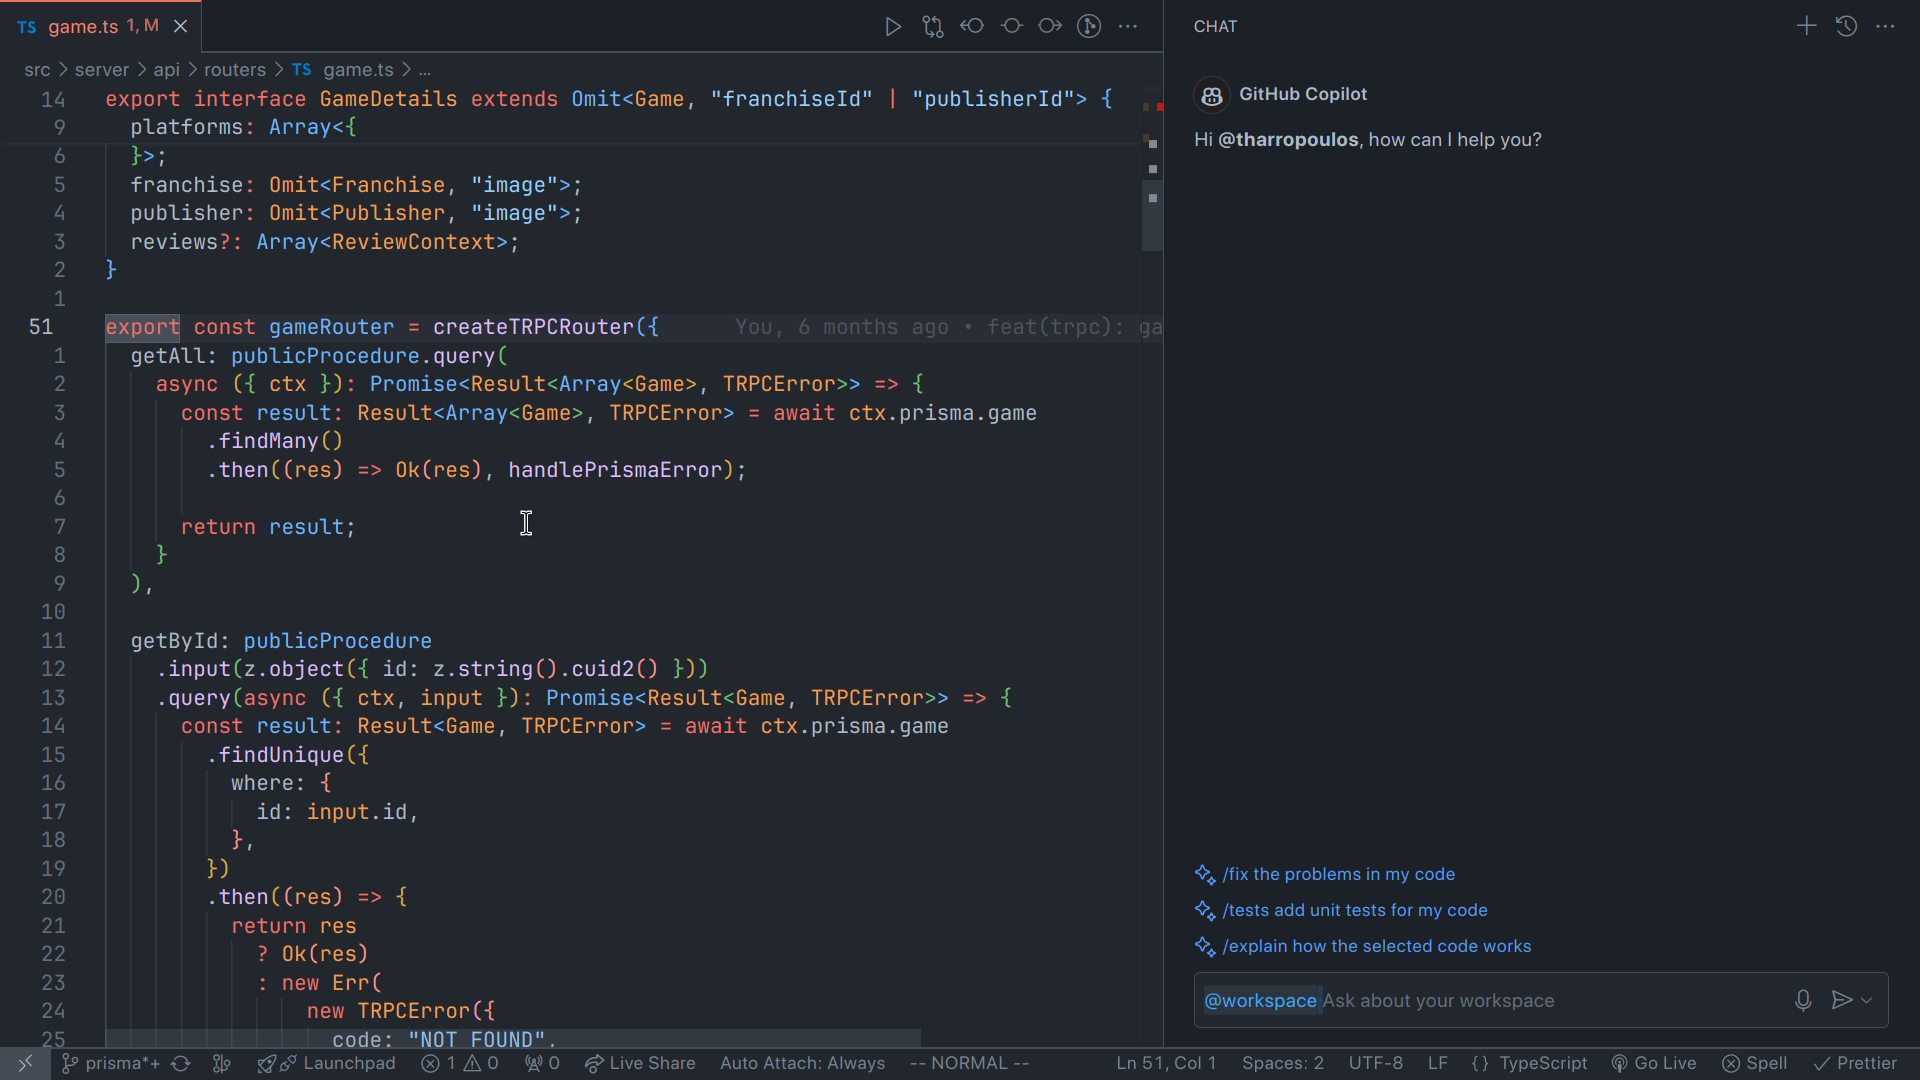 TS game.ts 1, M
src > server > api > routers > TS game.ts > ...
14 export interface GameDetails extends Omit<Game, "franchiseId" | "publisherId"> {
9 platforms: Array<{
6 }>;
5 franchise: Omit<Franchise, "image">;
4 publisher: Omit<Publisher, "image">;
3 reviews?: Array<ReviewContext>;
2 }
1
51 export const gameRouter = createTRPCRouter({ You, 6 months ago • feat(trpc): ga
1 getAll: publicProcedure.query(
2 async ({ ctx }): Promise<Result<Array<Game>, TRPCError>> => {
3 const result: Result<Array<Game>, TRPCError> = await ctx.prisma.game
4 .findMany()
5 .then((res) => Ok(res), handlePrismaError);
6
7 return result;
8 }
9 ),
10
11 getById: publicProcedure
12 .input(z.object({ id: z.string().cuid2() }))
13 .query(async ({ ctx, input }): Promise<Result<Game, TRPCError>> => {
14 const result: Result<Game, TRPCError> = await ctx.prisma.game
15 .findUnique({
16 where: {
17 id: input.id,
18 },
19 })
20 .then((res) => {
21 return res
22 ? Ok(res)
23 : new Err(
24 new TRPCError({
25 code: "NOT_FOUND",
CHAT
GitHub Copilot
Hi @tharropoulos, how can I help you?
/fix the problems in my code
/tests add unit tests for my code
/explain how the selected code works
@workspace Ask about your workspace
prisma*+ Launchpad 1 0 0 Live Share Auto Attach: Always -- NORMAL -- Ln 51, Col 1 Spaces: 2 UTF-8 LF {} TypeScript Go Live Spell Prettier